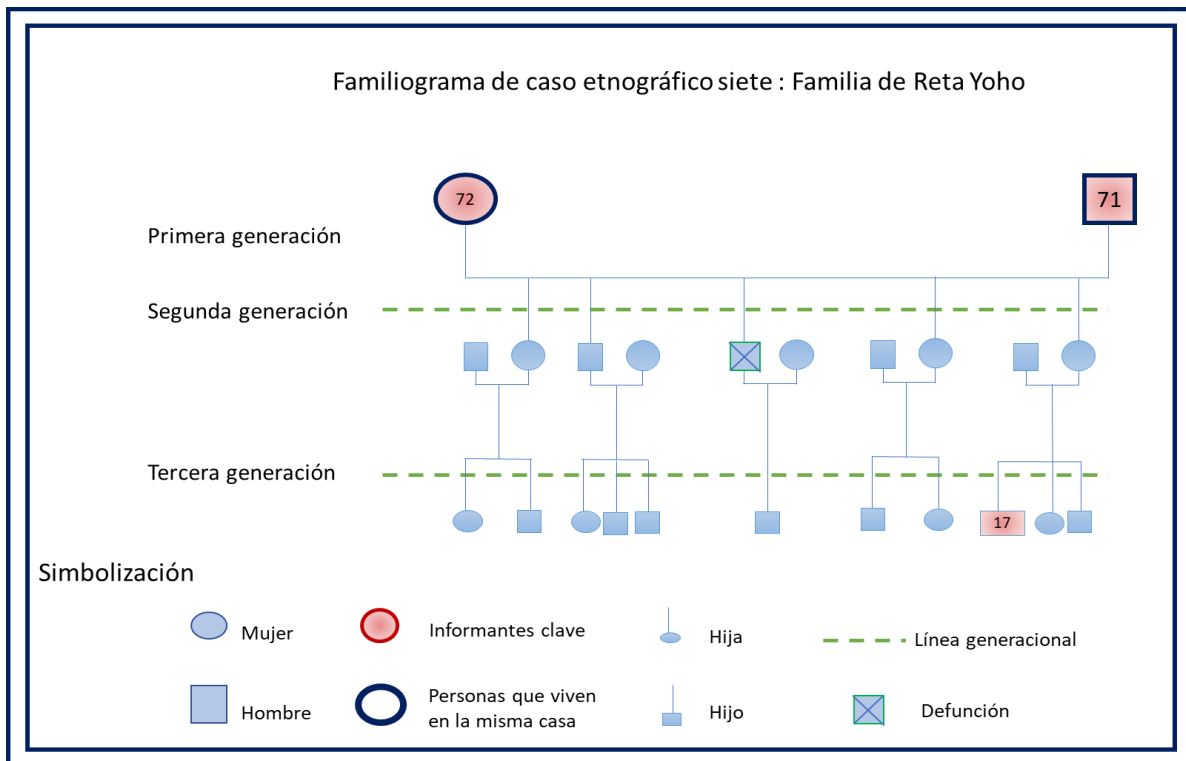 Familiograma de caso etnográfico siete : Familia de Reta Yoho
72
71
Primera generación
Segunda generación
Tercera generación
17
Simbolización
Mujer
Informantes clave
Hija
Línea generacional
Hombre
Personas que viven
en la misma casa
Hijo
Defunción